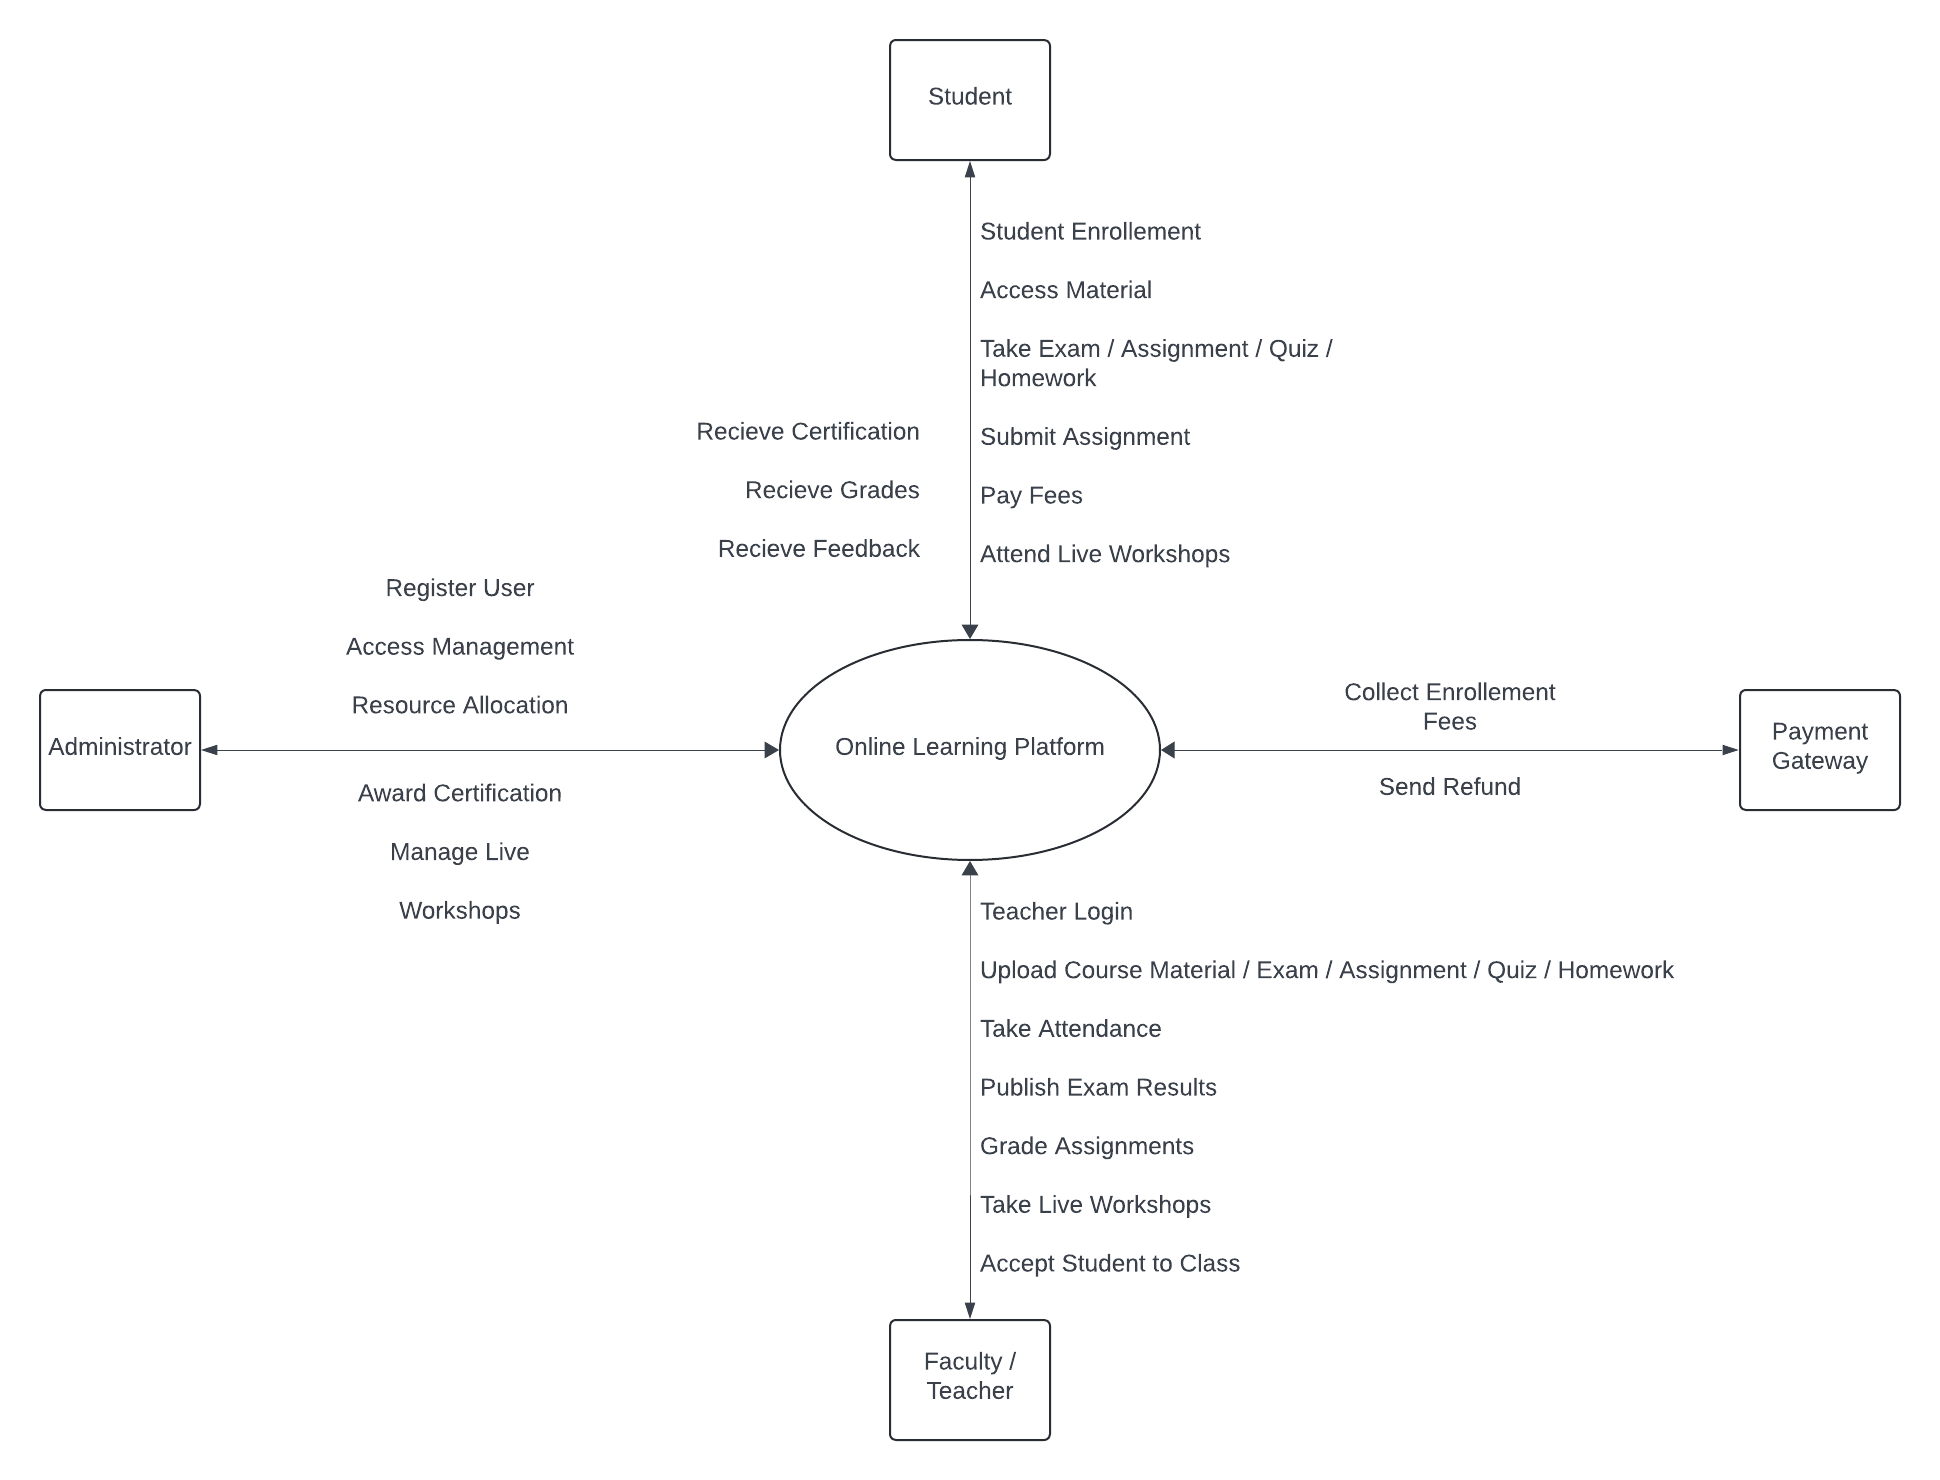 Student
Student Enrollement
Access Material
Take Exam / Assignment / Quiz /
Homework
Submit Assignment
Pay Fees
Attend Live Workshops
Recieve Certification
Recieve Grades
Recieve Feedback
Register User
Access Management
Resource Allocation
Administrator
Award Certification
Manage Live
Workshops
Online Learning Platform
Collect Enrollement
Fees
Send Refund
Payment
Gateway
Teacher Login
Upload Course Material / Exam / Assignment / Quiz / Homework
Take Attendance
Publish Exam Results
Grade Assignments
Take Live Workshops
Accept Student to Class
Faculty /
Teacher